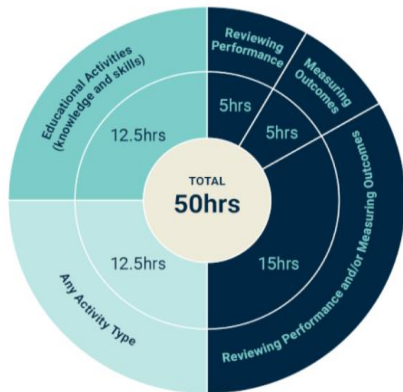 Educational Activities
(knowledge and skills)
12.5hrs
Reviewing
Performance
5hrs
Measuring
Outcomes
5hrs
TOTAL
50hrs
12.5hrs
Any Activity Type
15hrs
Reviewing Performance and/or Measuring Outcomes